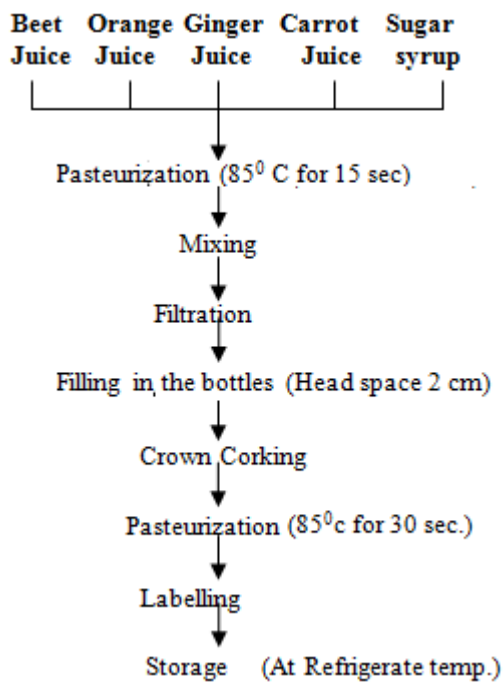 Beet Orange Ginger Carrot Sugar
Juice Juice Juice Juice syrup
Pasteurization (85⁰ C for 15 sec)
Mixing
Filtration
Filling in the bottles (Head space 2 cm)
Crown Corking
Pasteurization (85⁰c for 30 sec.)
Labelling
Storage (At Refrigerate temp.)